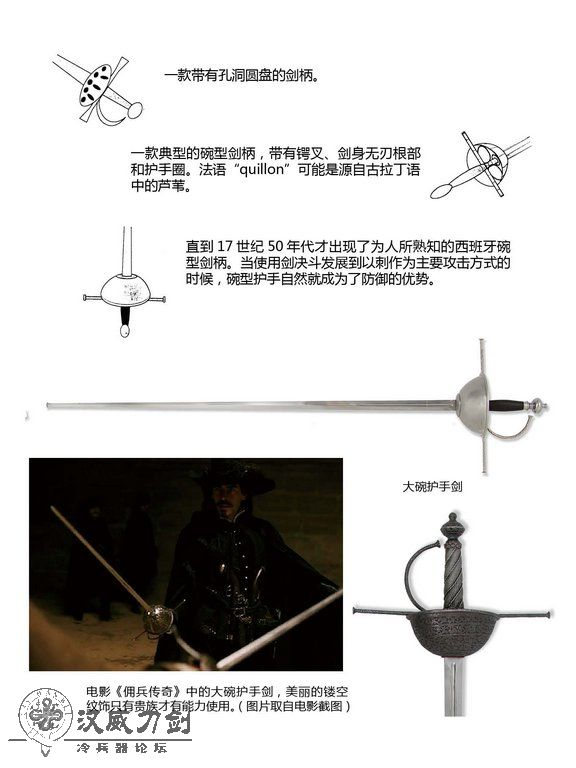 一款带有孔洞圆盘的剑柄。
一款典型的碗型剑柄，带有锷叉、剑身无刃根部
和护手圈。法语“quillon”可能是源自古拉丁语
中的芦苇。
直到 17 世纪 50 年代才出现了为人所熟知的西班牙碗
型剑柄。当使用剑决斗发展到以刺作为主要攻击方式的
时候，碗型护手自然就成为了防御的优势。
大碗护手剑
电影《佣兵传奇》中的大碗护手剑，美丽的镂空
纹饰只有贵族才有能力使用。（图片取自电影截图）
汉威刀剑
冷兵器论坛